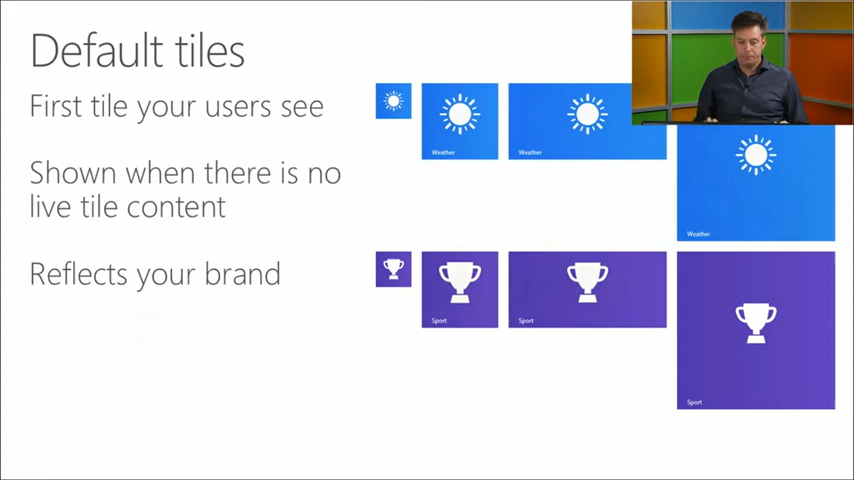 Default tiles
First tile your users see
Shown when there is no
live tile content
Reflects your brand
Weather
Weather
Weather
Sport
Sport
Sport